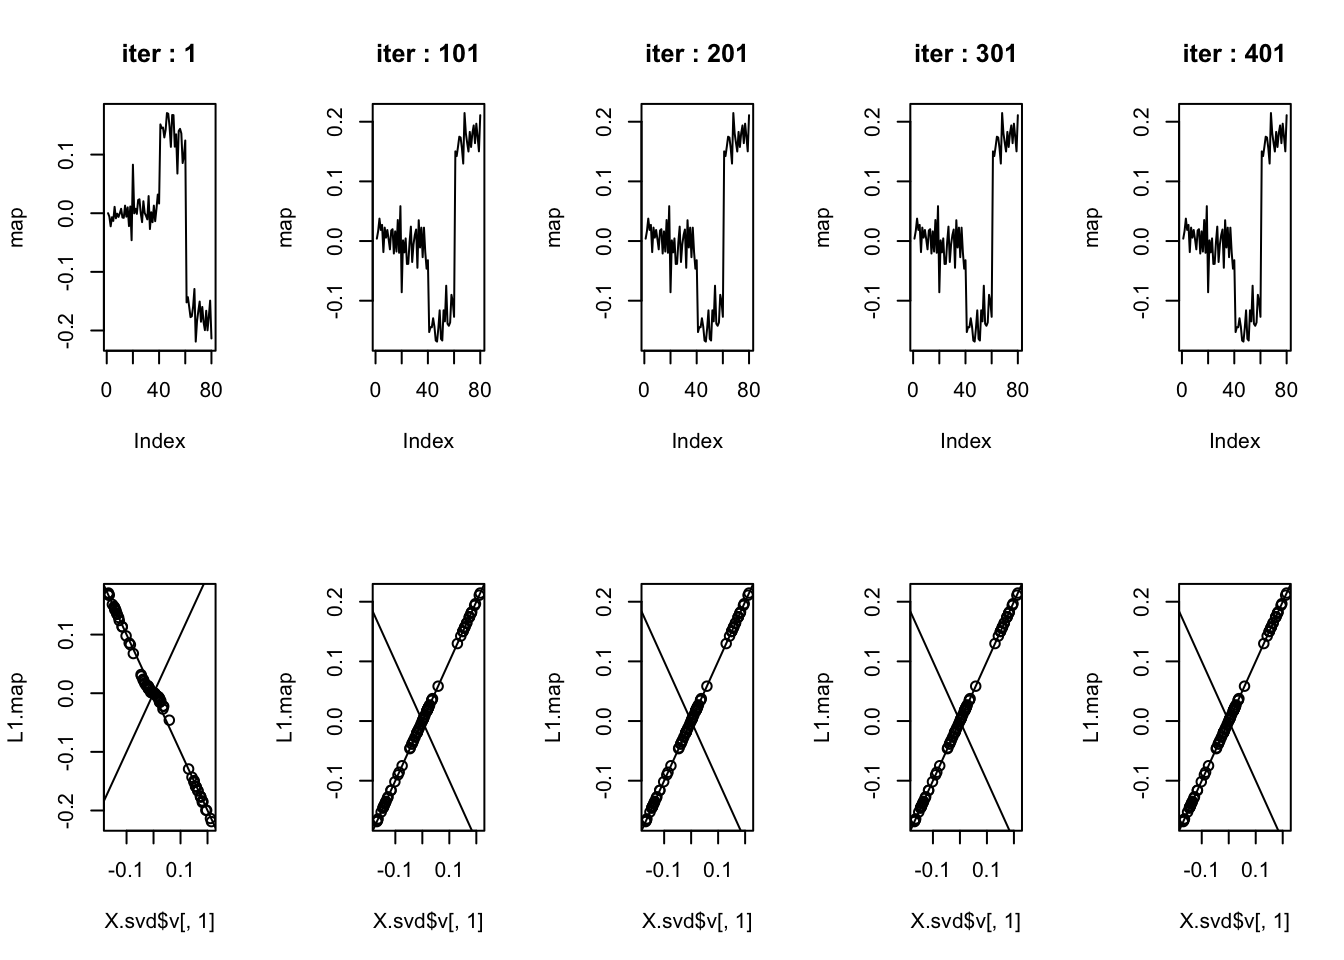 iter : 1
iter : 101
iter : 201
iter : 301
iter : 401
map
-0.2 -0.1 0.0 0.1
0 40 80
Index
map
-0.1 0.0 0.1 0.2
0 40 80
Index
map
-0.1 0.0 0.1 0.2
0 40 80
Index
map
-0.1 0.0 0.1 0.2
0 40 80
Index
map
-0.1 0.0 0.1 0.2
0 40 80
Index
L1.map
-0.2 -0.1 0.0 0.1
-0.1 0.1
X.svd$v[, 1]
L1.map
-0.1 0.0 0.1 0.2
-0.1 0.1
X.svd$v[, 1]
L1.map
-0.1 0.0 0.1 0.2
-0.1 0.1
X.svd$v[, 1]
L1.map
-0.1 0.0 0.1 0.2
-0.1 0.1
X.svd$v[, 1]
L1.map
-0.1 0.0 0.1 0.2
-0.1 0.1
X.svd$v[, 1]